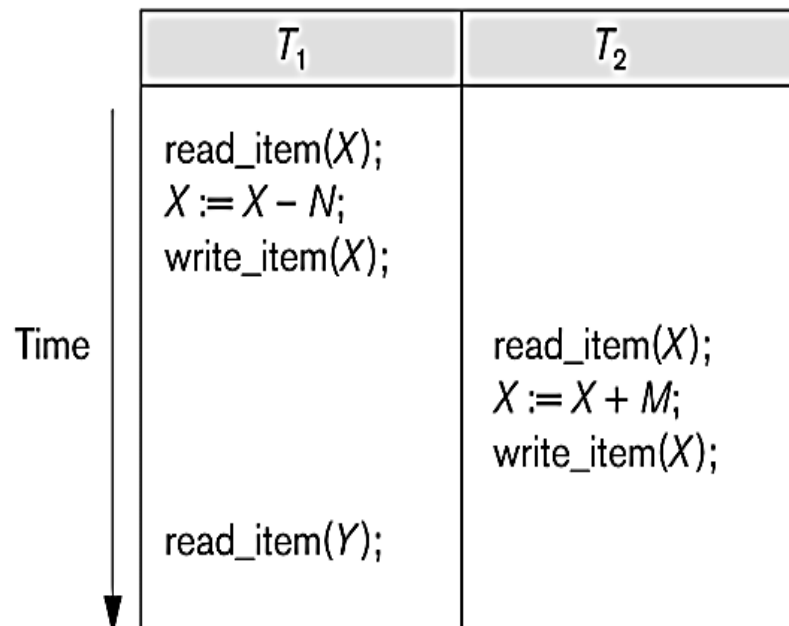 T₁ T₂
read_item(X);
X := X – N;
write_item(X);
Time
read_item(X);
X := X + M;
write_item(X);
read_item(Y);